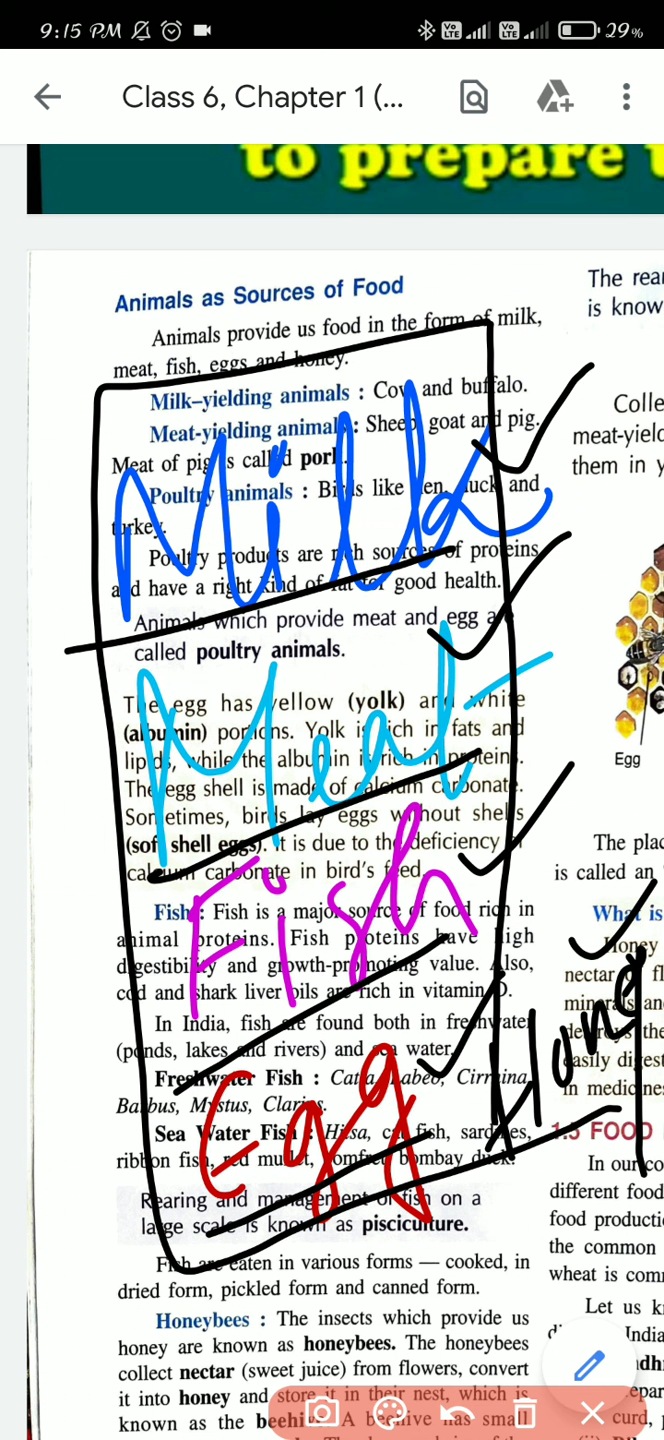 9:15 PM
29%
Class 6, Chapter 1 (...
to prepare
Animals as Sources of Food
Animals provide us food in the form of milk,
meat, fish, eggs and honey.
Milk–yielding animals : Cow and buffalo.
Meat-yielding animals : Sheep, goat and pig.
Meat of pig is called pork.
Poultry animals : Birds like hen, duck and
turkey.
Poultry products are rich sources of proteins
and have a right kind of fat for good health.
Animals which provide meat and egg are
called poultry animals.
The egg has yellow (yolk) and white
(albumin) portions. Yolk is rich in fats and
lipids, while the albumin is rich in proteins.
The egg shell is made of calcium carbonate.
Sometimes, birds lay eggs without shells
(soft shell eggs). It is due to the deficiency of
calcium carbonate in bird's feed.
Fish : Fish is a major source of food rich in
animal proteins. Fish proteins have high
digestibility and growth-promoting value. Also,
cod and shark liver oils are rich in vitamin D.
In India, fish are found both in freshwater
(ponds, lakes and rivers) and sea water.
Freshwater Fish : Catla, Labeo, Cirrhina,
Barbus, Mystus, Clarias.
Sea Water Fish : Hilsa, cat fish, sardines,
ribbon fish, red mullet, pomfret, bombay duck.
Rearing and management of fish on a
large scale is known as pisciculture.
Fish are eaten in various forms — cooked, in
dried form, pickled form and canned form.
Honeybees : The insects which provide us
honey are known as honeybees. The honeybees
collect nectar (sweet juice) from flowers, convert
it into honey and store it in their nest, which is
known as the beehive. A beehive has small
Milk
Meat
Fish
Egg
Hong
The rear
is know
Colle
meat-yield
them in y
Egg
The plac
is called an
What is
Honey
nectar of fl
minerals an
destroys the
easily digest
in medicine
1.5 FOOD
In our co
different food
food producti
the common
wheat is com
Let us k
India
curd, p